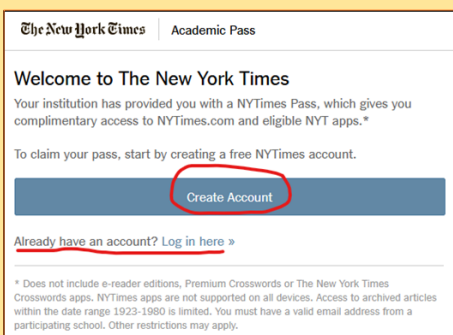 The New York Times Academic Pass
Welcome to The New York Times
Your institution has provided you with a NYTimes Pass, which gives you
complimentary access to NYTimes.com and eligible NYT apps.*
To claim your pass, start by creating a free NYTimes account.
Create Account
Already have an account? Log in here »
* Does not include e-reader editions, Premium Crosswords or The New York Times
Crosswords apps. NYTimes apps are not supported on all devices. Access to archived articles
within the date range 1923-1980 is limited. You must have a valid email address from a
participating school. Other restrictions may apply.